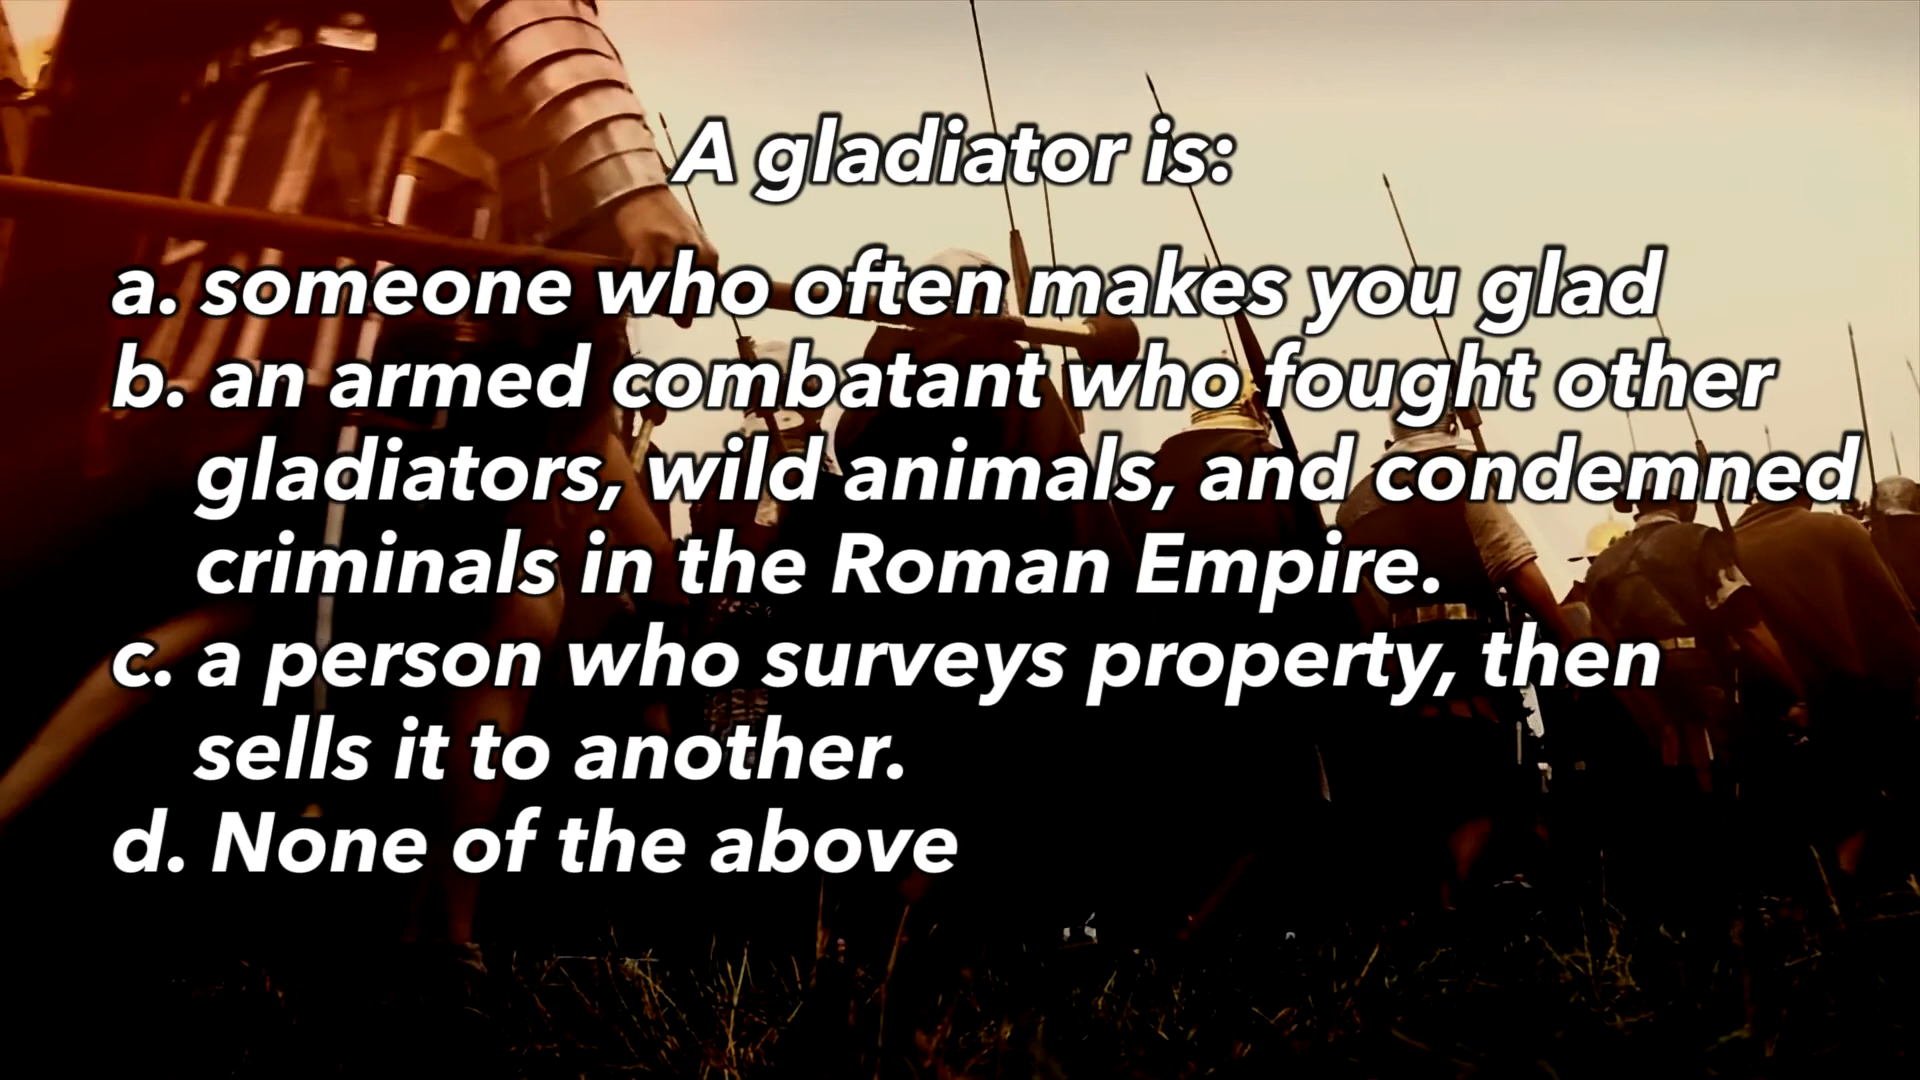 A gladiator is:
a. someone who often makes you glad
b. an armed combatant who fought other
gladiators, wild animals, and condemned
criminals in the Roman Empire.
c. a person who surveys property, then
sells it to another.
d. None of the above